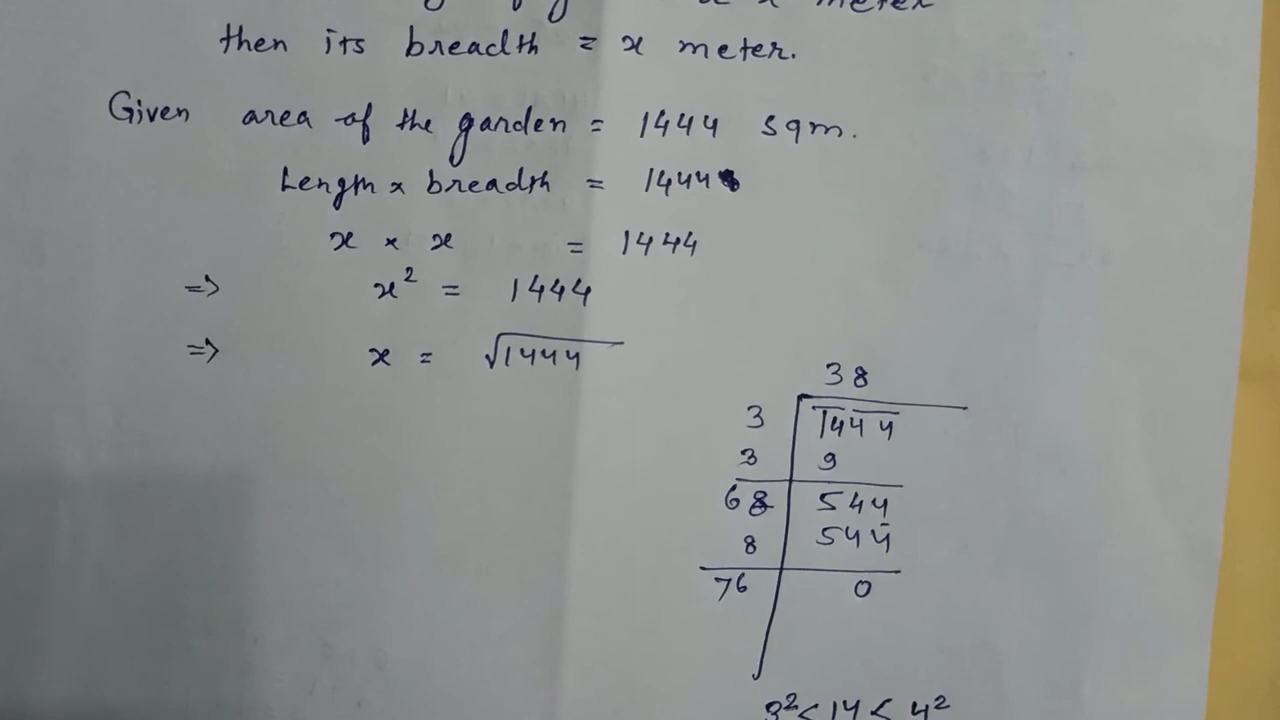 x meter
then its breadth = x meter.
Given area of the garden = 1444 sqm.
Length x breadth = 1444
x × x = 1444
=> x² = 1444
=> x = √1444
38
3 1444
3 9
68 544
8 544
76 0
3² < 14 < 4²